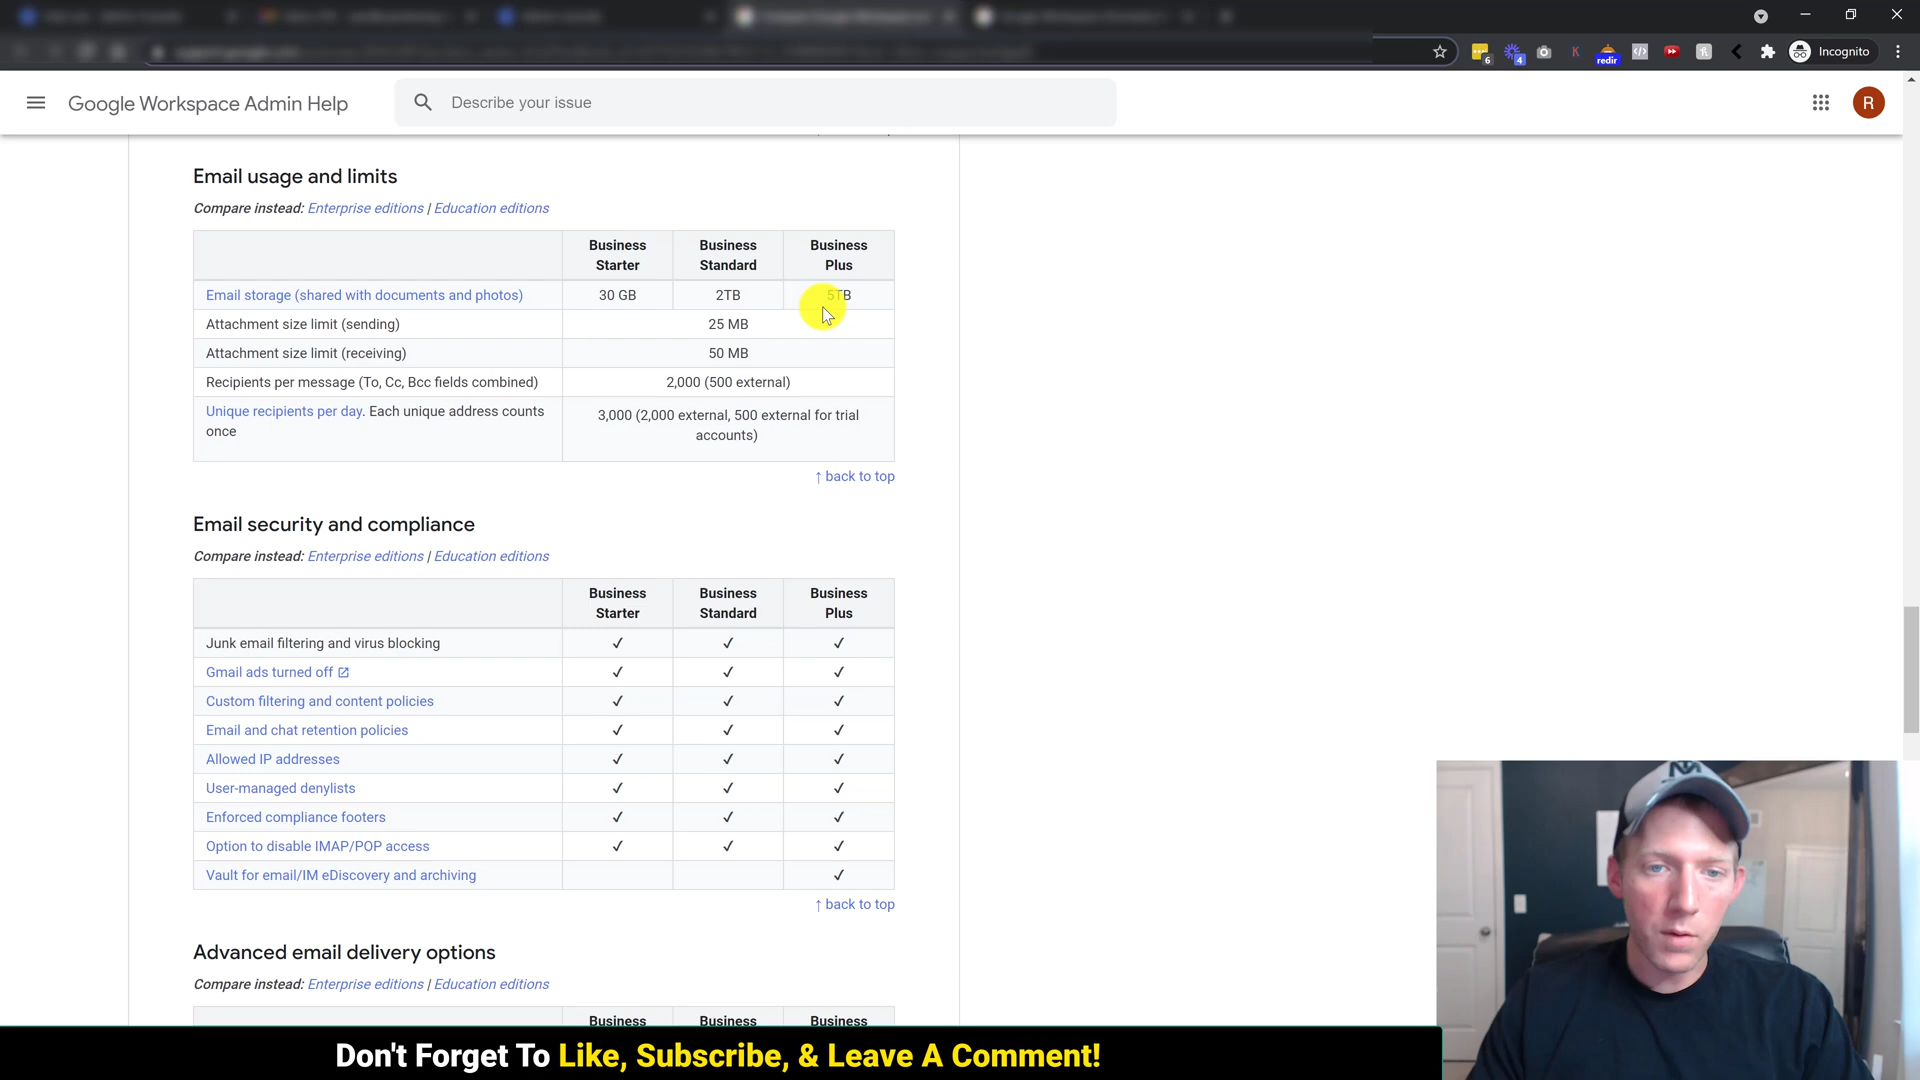 Incognito
6
4
redir
Google Workspace Admin Help
Describe your issue
R
Email usage and limits
Compare instead: Enterprise editions | Education editions
Business Starter
Business Standard
Business Plus
Email storage (shared with documents and photos) 30 GB 2TB 5TB
Attachment size limit (sending) 25 MB
Attachment size limit (receiving) 50 MB
Recipients per message (To, Cc, Bcc fields combined) 2,000 (500 external)
Unique recipients per day. Each unique address counts
once
3,000 (2,000 external, 500 external for trial
accounts)
↑ back to top
Email security and compliance
Compare instead: Enterprise editions | Education editions
Business Starter
Business Standard
Business Plus
Junk email filtering and virus blocking ✓ ✓ ✓
Gmail ads turned off ✓ ✓ ✓
Custom filtering and content policies ✓ ✓ ✓
Email and chat retention policies ✓ ✓ ✓
Allowed IP addresses ✓ ✓ ✓
User-managed denylists ✓ ✓ ✓
Enforced compliance footers ✓ ✓ ✓
Option to disable IMAP/POP access ✓ ✓ ✓
Vault for email/IM eDiscovery and archiving ✓
↑ back to top
Advanced email delivery options
Compare instead: Enterprise editions | Education editions
Business Business Business
Don't Forget To Like, Subscribe, & Leave A Comment!